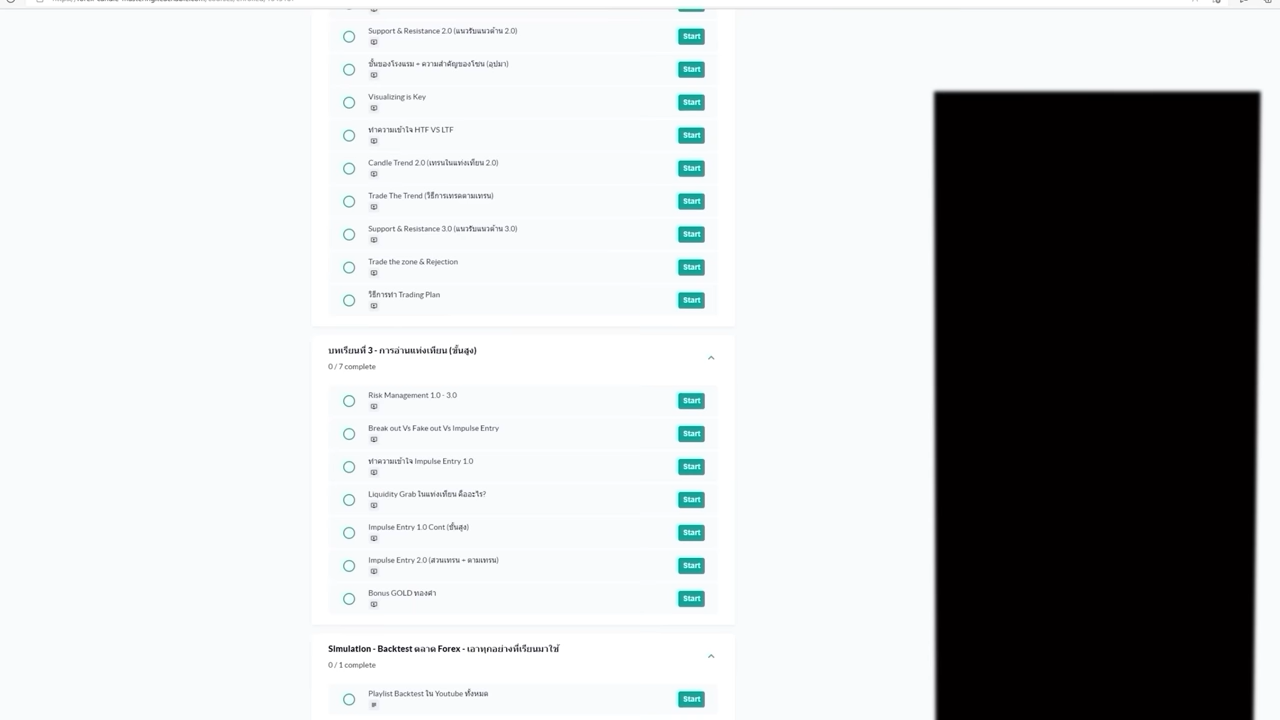 Support & Resistance 2.0 (แนวรับแนวต้าน 2.0)
Start
ชั้นของโรงแรม + ความสำคัญของโซน (อุปมา)
Start
Visualizing is Key
Start
ทำความเข้าใจ HTF VS LTF
Start
Candle Trend 2.0 (เทรนในแท่งเทียน 2.0)
Start
Trade The Trend (วิธีการเทรดตามเทรน)
Start
Support & Resistance 3.0 (แนวรับแนวต้าน 3.0)
Start
Trade the zone & Rejection
Start
วิธีการทำ Trading Plan
Start
บทเรียนที่ 3 - การอ่านแท่งเทียน (ขั้นสูง)
0 / 7 complete
Risk Management 1.0 - 3.0
Start
Break out Vs Fake out Vs Impulse Entry
Start
ทำความเข้าใจ Impulse Entry 1.0
Start
Liquidity Grab ในแท่งเทียน คืออะไร?
Start
Impulse Entry 1.0 Cont (ขั้นสูง)
Start
Impulse Entry 2.0 (สวนเทรน + ตามเทรน)
Start
Bonus GOLD ทองคำ
Start
Simulation - Backtest ตลาด Forex - เอาทุกอย่างที่เรียนมาใช้
0 / 1 complete
Playlist Backtest ใน Youtube ทั้งหมด
Start